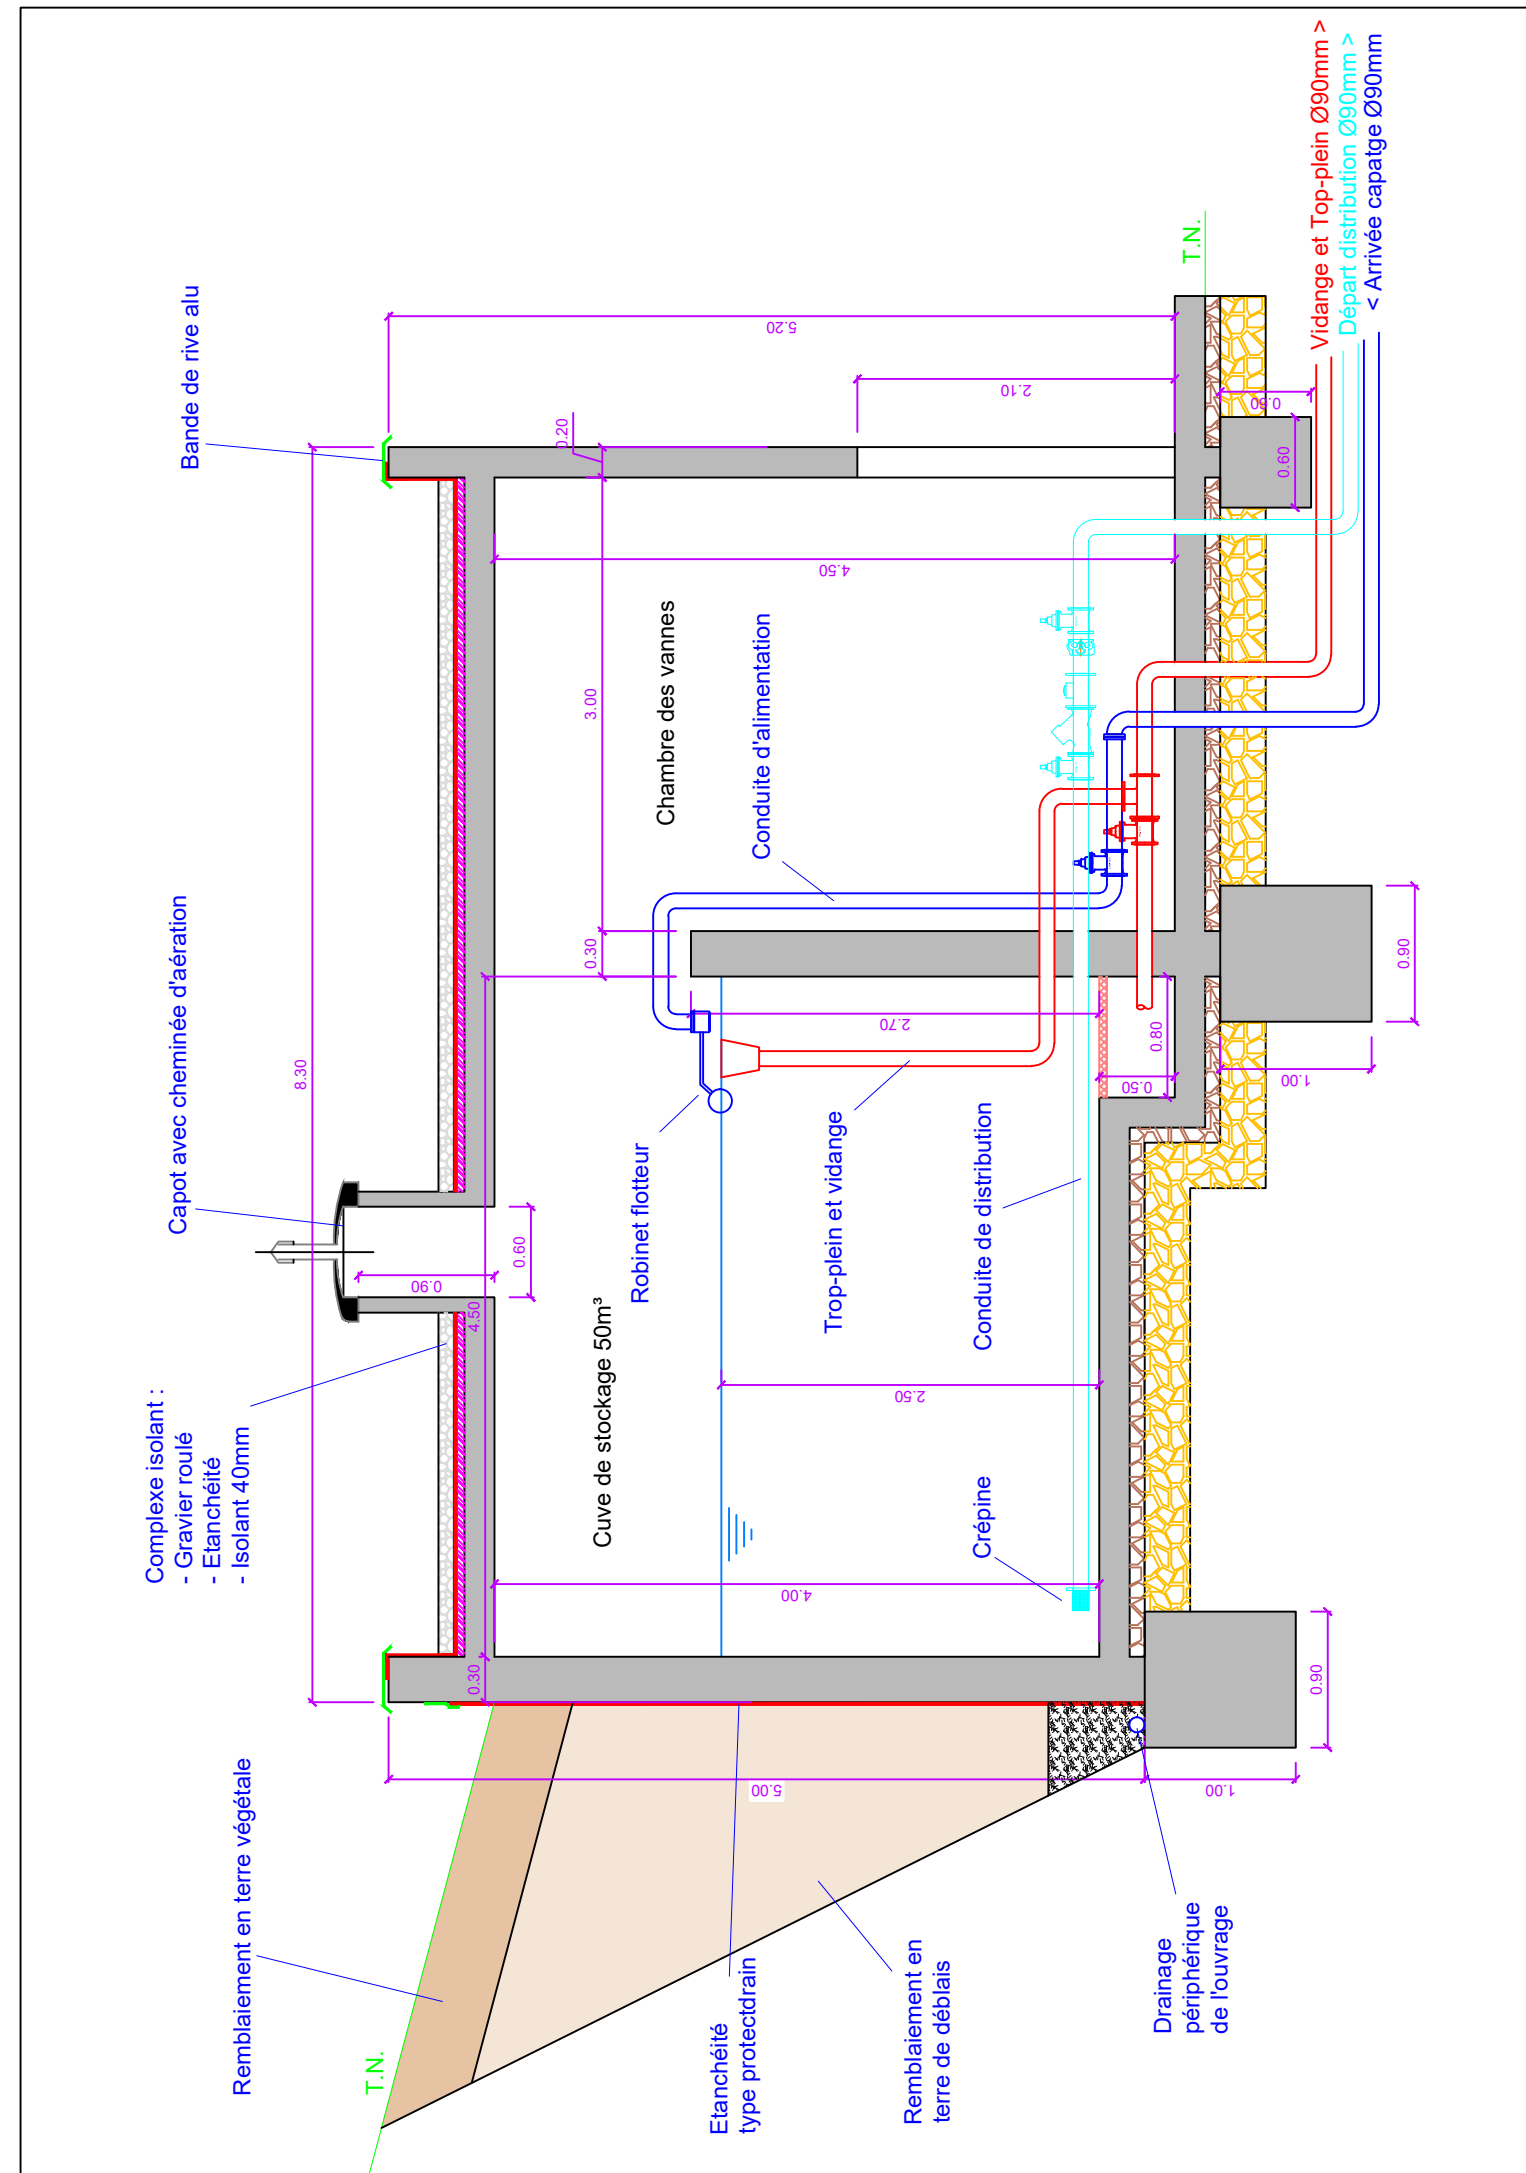 Complexe isolant :
- Gravier roulé
- Etanchéité
- Isolant 40mm
Capot avec cheminée d'aération
Bande de rive alu
8.30
0.90
0.60
4.50
0.30
3.00
0.20
5.20
2.10
4.50
Remblaiement en terre végétale
T.N.
Cuve de stockage 50m³
Robinet flotteur
Chambre des vannes
Conduite d'alimentation
0.30
2.70
2.50
4.00
5.00
Trop-plein et vidange
Conduite de distribution
Crépine
0.50
0.80
Etanchéité
type protectdrain
Remblaiement en
terre de déblais
Drainage
périphérique
de l'ouvrage
1.00
0.90
1.00
0.90
0.60
0.60
T.N.
Vidange et Top-plein Ø90mm >
Départ distribution Ø90mm >
< Arrivée capatge Ø90mm